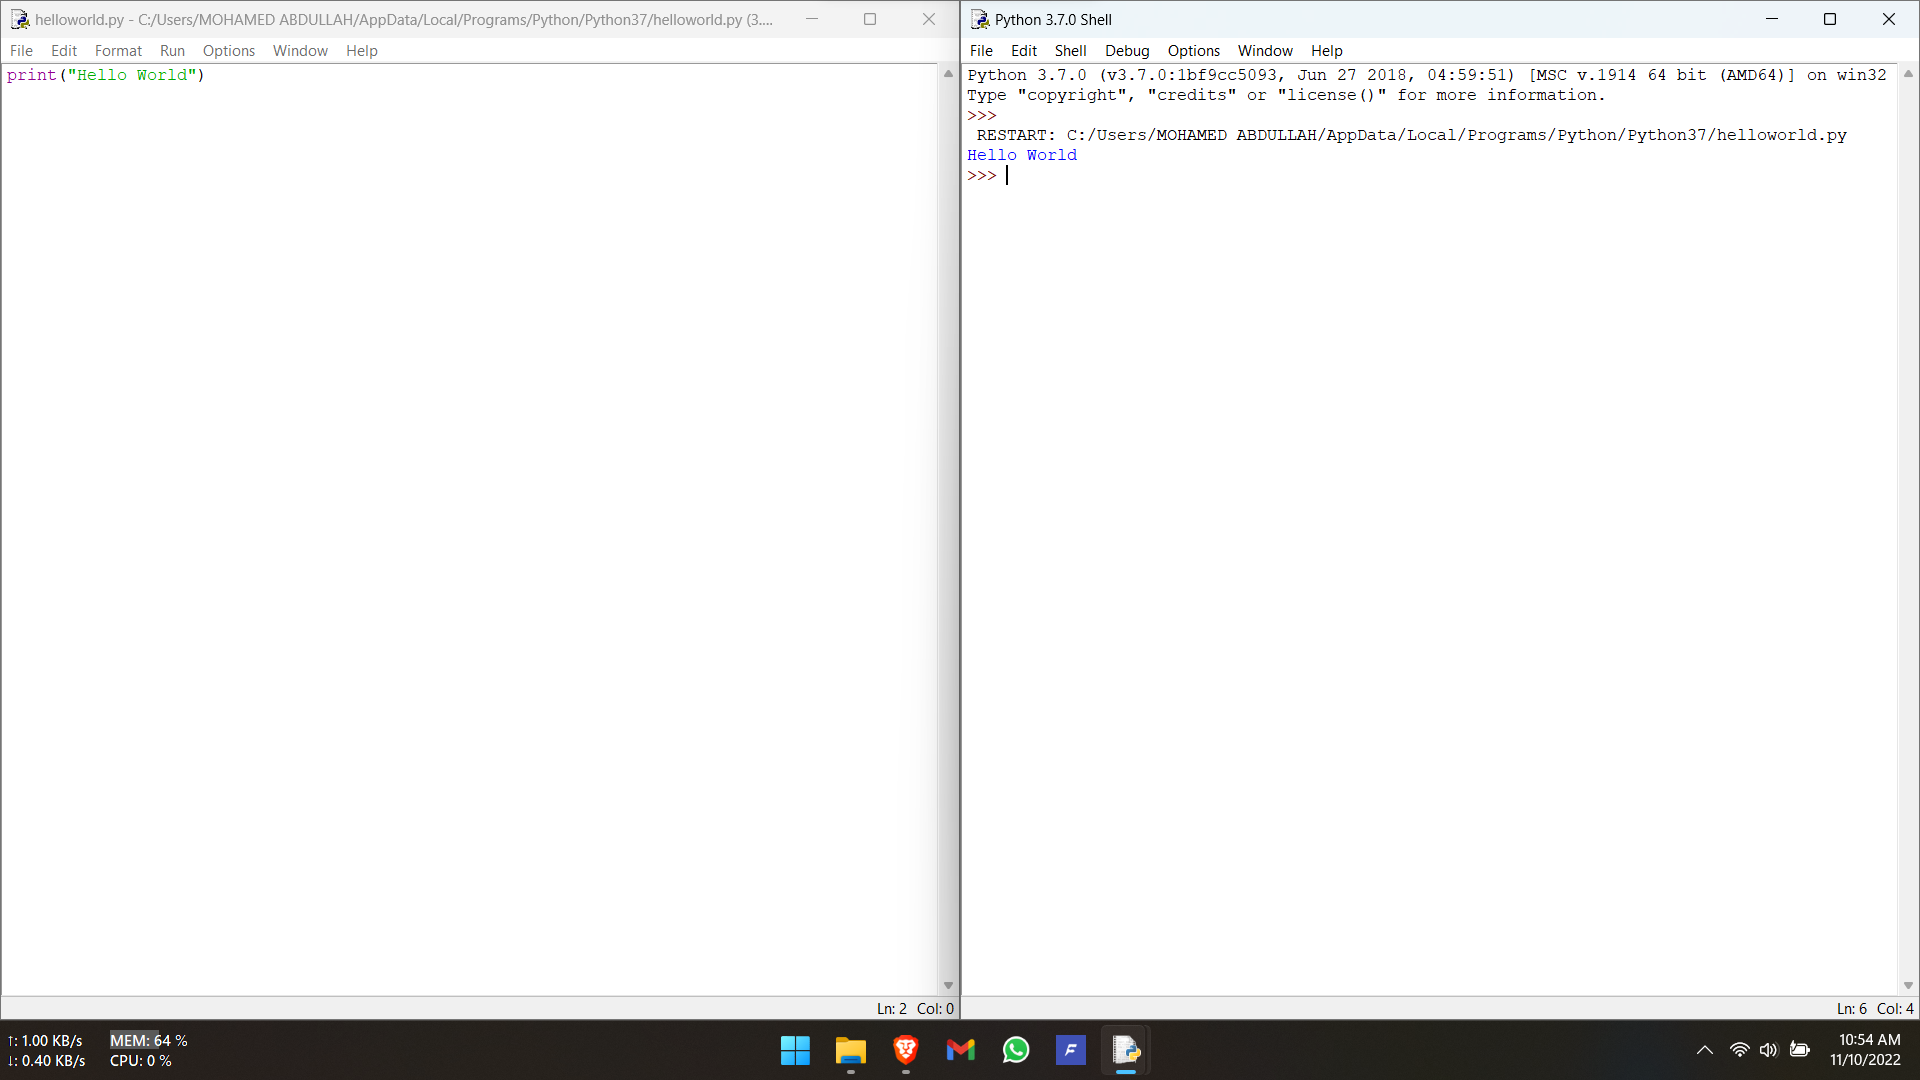 helloworld.py - C:/Users/MOHAMED ABDULLAH/AppData/Local/Programs/Python/Python37/helloworld.py (3....
File Edit Format Run Options Window Help
print("Hello World")
Ln: 2 Col: 0
Python 3.7.0 Shell
File Edit Shell Debug Options Window Help
Python 3.7.0 (v3.7.0:1bf9cc5093, Jun 27 2018, 04:59:51) [MSC v.1914 64 bit (AMD64)] on win32
Type "copyright", "credits" or "license()" for more information.
>>>
 RESTART: C:/Users/MOHAMED ABDULLAH/AppData/Local/Programs/Python/Python37/helloworld.py
Hello World
>>>
Ln: 6 Col: 4
↑: 1.00 KB/s MEM: 64 %
↓: 0.40 KB/s CPU: 0 %
F
10:54 AM
11/10/2022